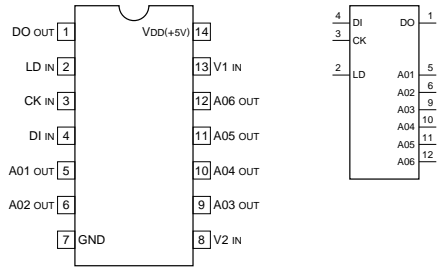 DO OUT 1
LD IN 2
CK IN 3
DI IN 4
A01 OUT 5
A02 OUT 6
7 GND
VDD(+5V) 14
13 V1 IN
12 A06 OUT
11 A05 OUT
10 A04 OUT
9 A03 OUT
8 V2 IN
4 DI DO 1
3 CK
2 LD A01 5
A02 6
A03 9
A04 10
A05 11
A06 12